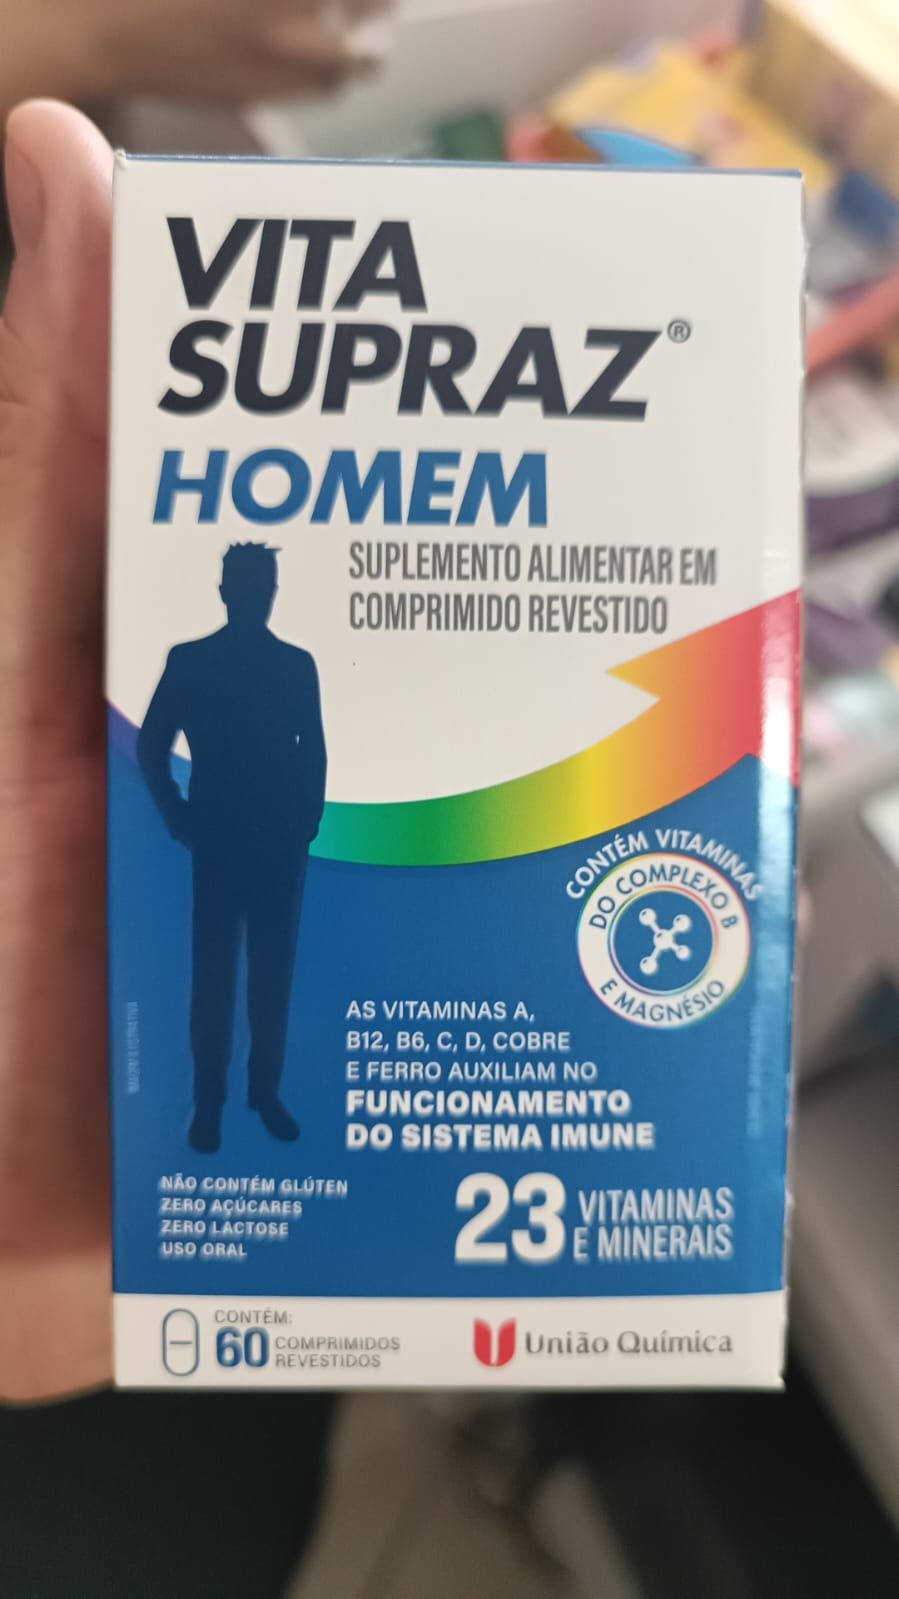 VITA
SUPRAZ®
HOMEM
SUPLEMENTO ALIMENTAR EM
COMPRIMIDO REVESTIDO
CONTÉM VITAMINAS
DO COMPLEXO B
E MAGNÉSIO
AS VITAMINAS A,
B12, B6, C, D, COBRE
E FERRO AUXILIAM NO
FUNCIONAMENTO
DO SISTEMA IMUNE
NÃO CONTÉM GLÚTEN
ZERO AÇÚCARES
ZERO LACTOSE
USO ORAL
23 VITAMINAS
E MINERAIS
CONTÉM:
60 COMPRIMIDOS
REVESTIDOS
União Química